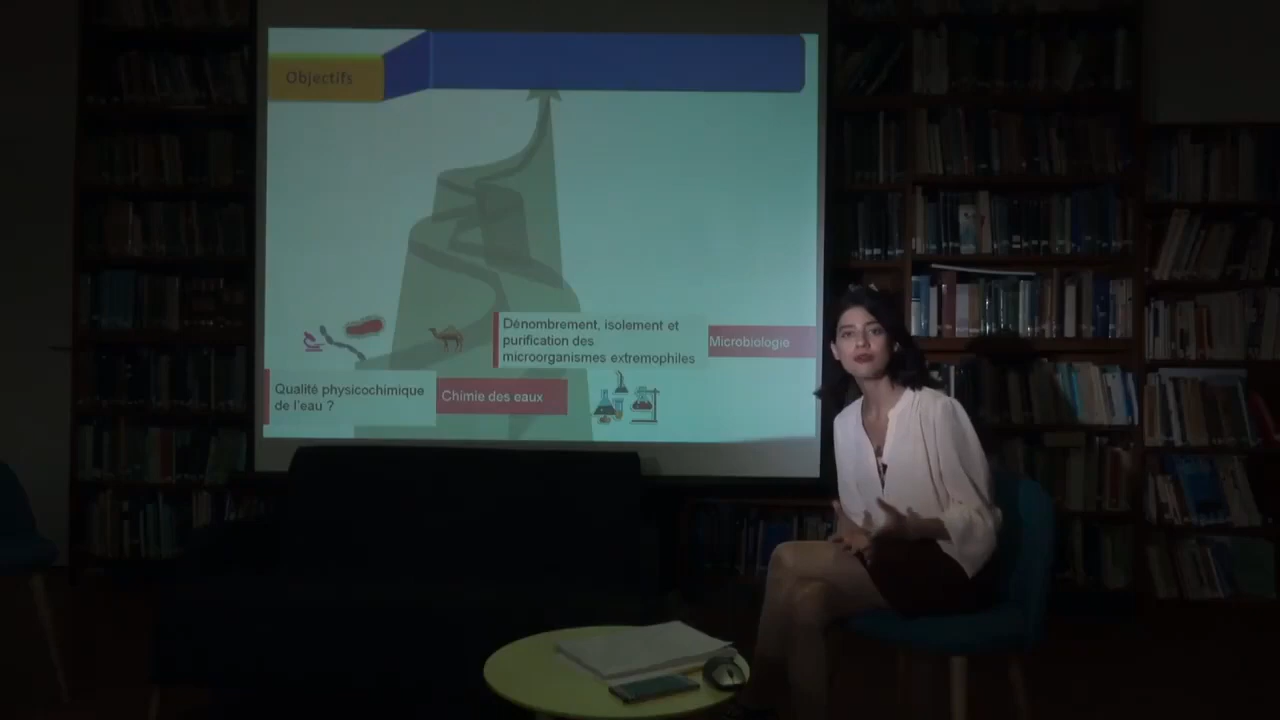 Objectifs
Dénombrement, isolement et
purification des
microorganismes extremophiles
Microbiologie
Qualité physicochimique
de l'eau ?
Chimie des eaux